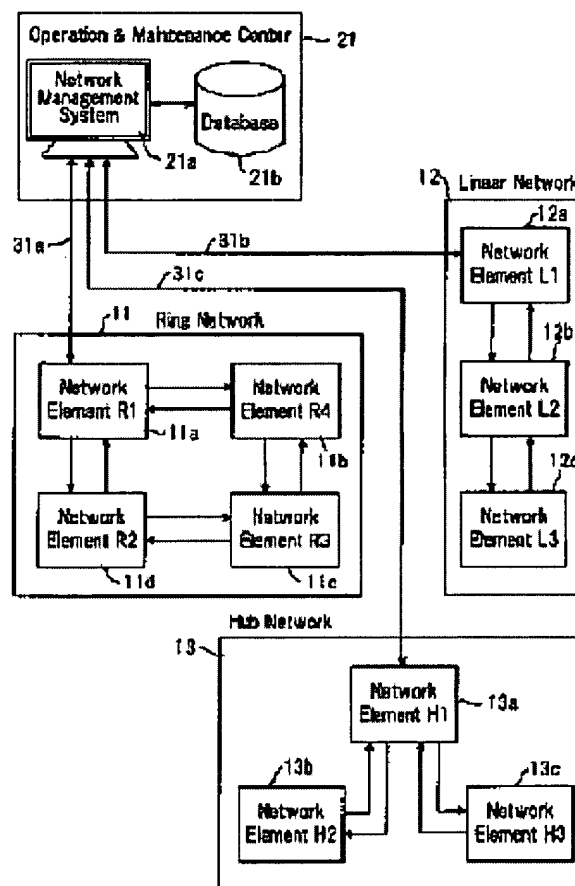 Operation & Maintenance Center
21
Network
Management
System
21a
Database
21b
31a
31b
31c
12
Linear Network
12a
Network
Element L1
12b
Network
Element L2
12c
Network
Element L3
11
Ring Network
Network
Element R1
11a
Network
Element R4
11b
Network
Element R2
11d
Network
Element R3
11c
Hub Network
13
Network
Element H1
13a
13b
Network
Element H2
13c
Network
Element H3